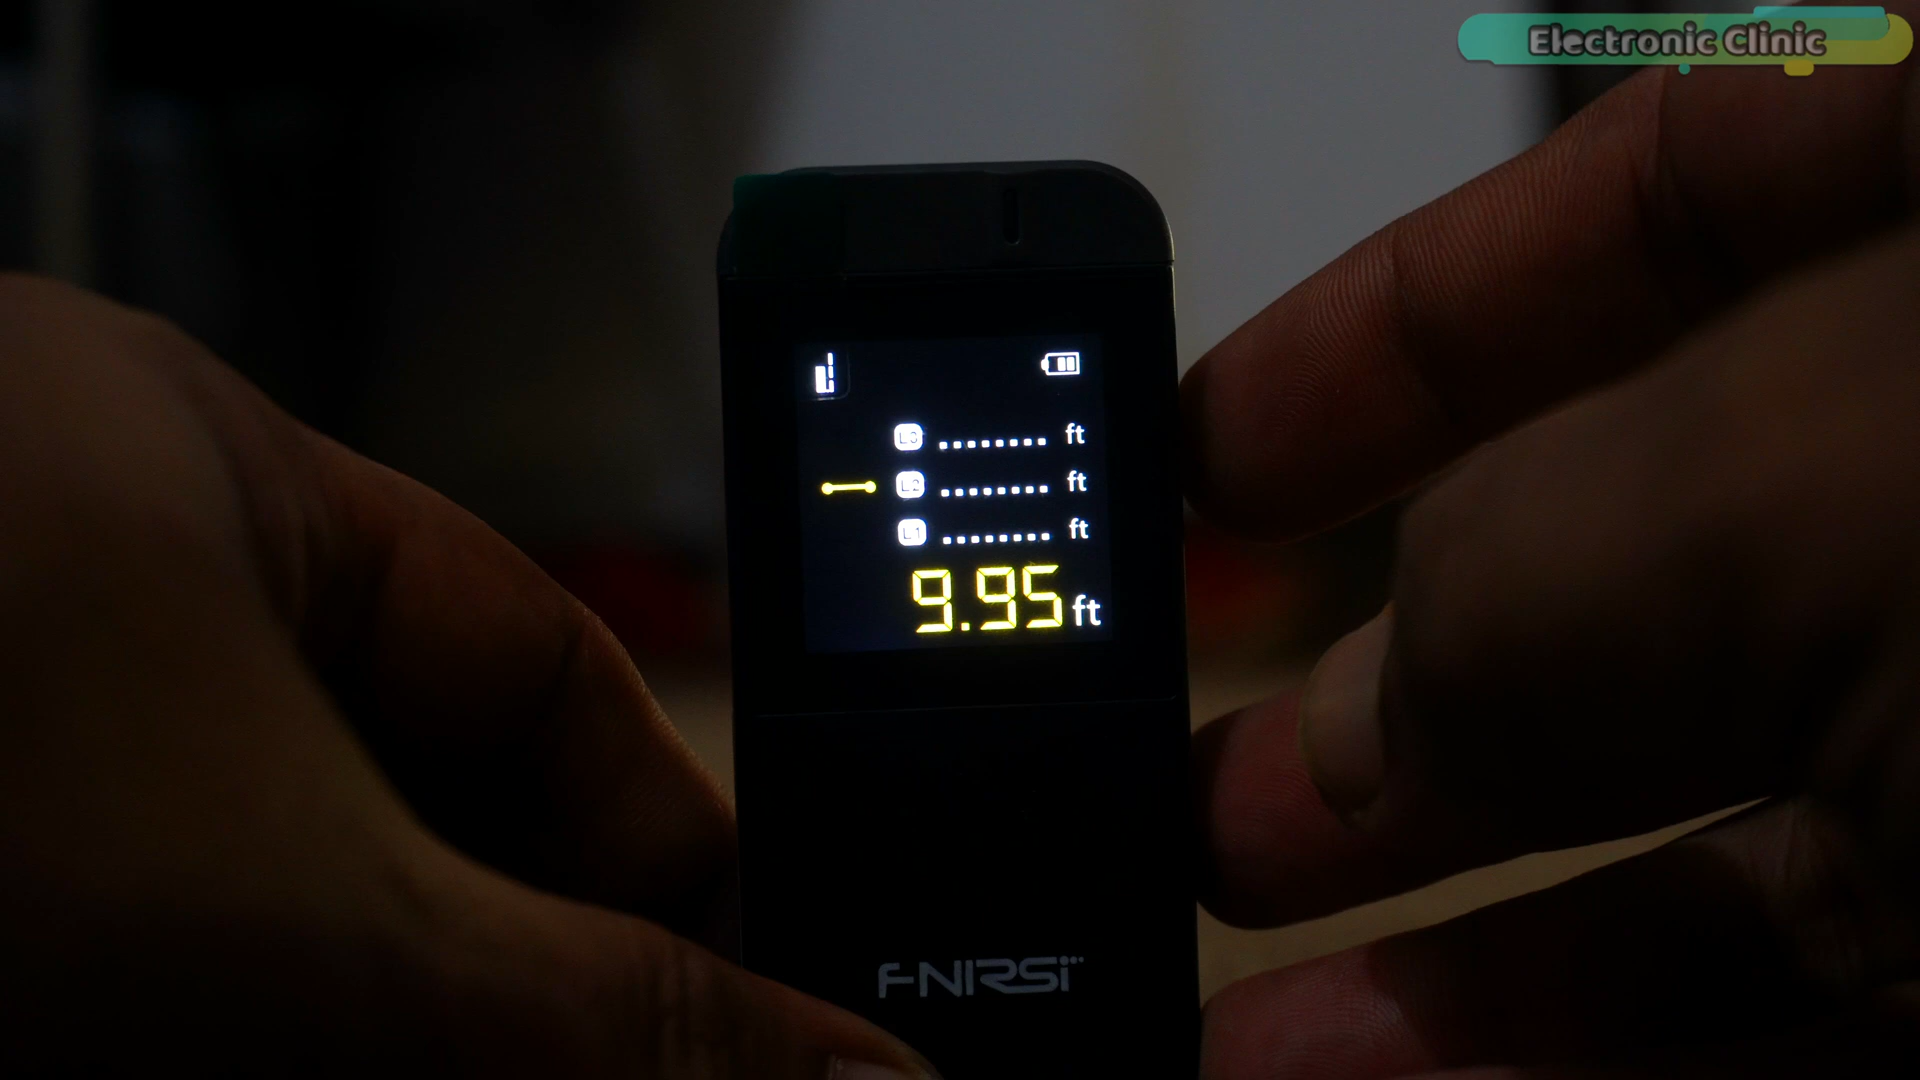 Electronic Clinic
L3 ........ ft
L2 ........ ft
L1 ........ ft
9.95 ft
FNIRSI